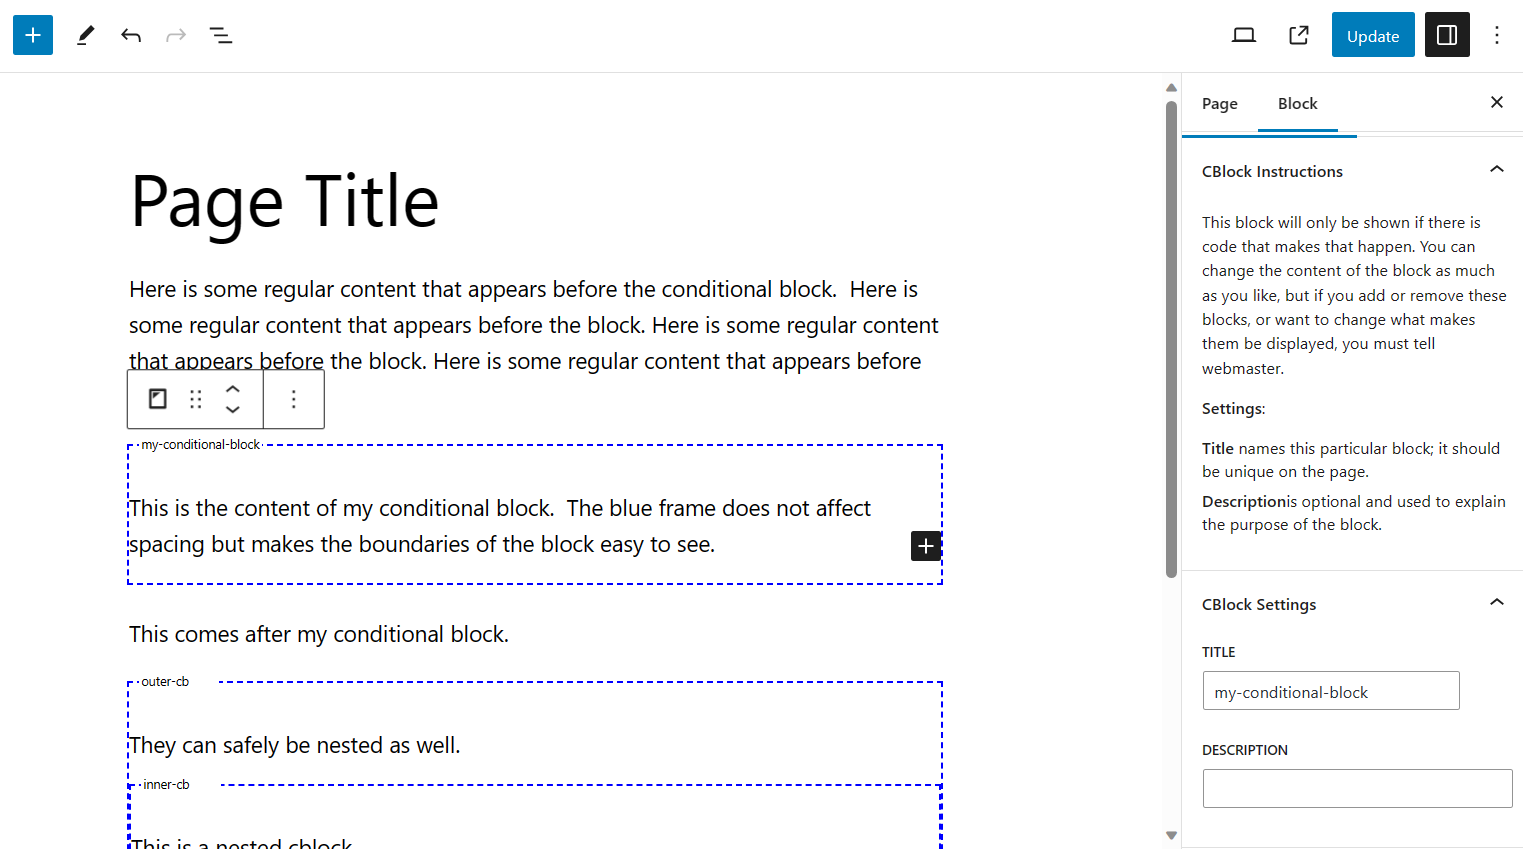 Update
Page Block
Page Title
Here is some regular content that appears before the conditional block.  Here is
some regular content that appears before the block. Here is some regular content
that appears before the block. Here is some regular content that appears before
my-conditional-block
This is the content of my conditional block.  The blue frame does not affect
spacing but makes the boundaries of the block easy to see.
This comes after my conditional block.
outer-cb
They can safely be nested as well.
inner-cb
This is a nested cblock
CBlock Instructions
This block will only be shown if there is
code that makes that happen. You can
change the content of the block as much
as you like, but if you add or remove these
blocks, or want to change what makes
them be displayed, you must tell
webmaster.
Settings:
Title names this particular block; it should
be unique on the page.
Descriptionis optional and used to explain
the purpose of the block.
CBlock Settings
TITLE
my-conditional-block
DESCRIPTION